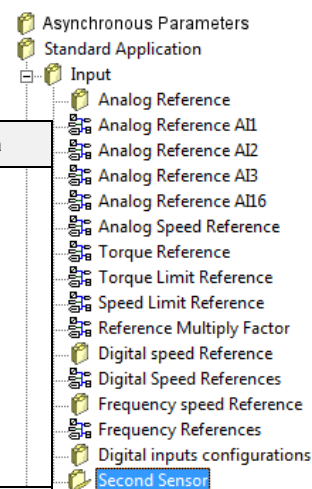 Asynchronous Parameters
Standard Application
Input
Analog Reference
Analog Reference AI1
Analog Reference AI2
Analog Reference AI3
Analog Reference AI16
Analog Speed Reference
Torque Reference
Torque Limit Reference
Speed Limit Reference
Reference Multiply Factor
Digital speed Reference
Digital Speed References
Frequency speed Reference
Frequency References
Digital inputs configurations
Second Sensor